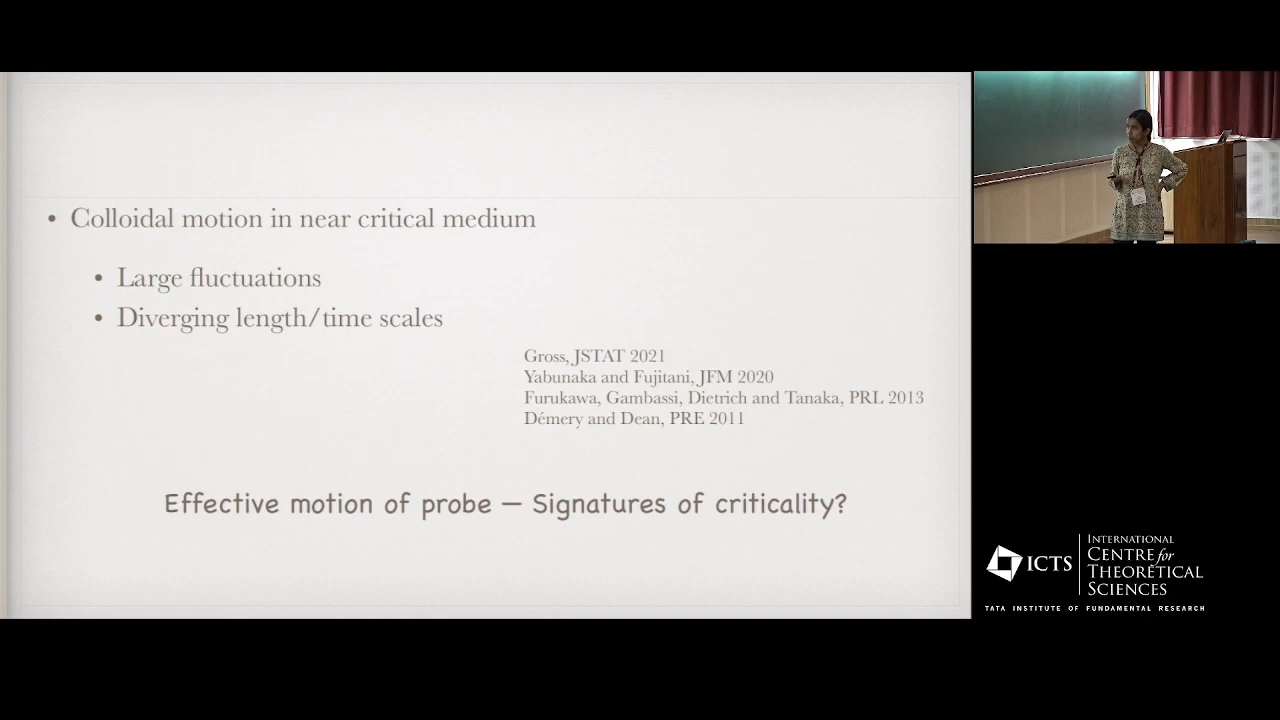 • Colloidal motion in near critical medium
• Large fluctuations
• Diverging length/time scales
Gross, JSTAT 2021
Yabunaka and Fujitani, JFM 2020
Furukawa, Gambassi, Dietrich and Tanaka, PRL 2013
Démery and Dean, PRE 2011
Effective motion of probe — Signatures of criticality?
ICTS
INTERNATIONAL
CENTRE for
THEORETICAL
SCIENCES
TATA INSTITUTE OF FUNDAMENTAL RESEARCH